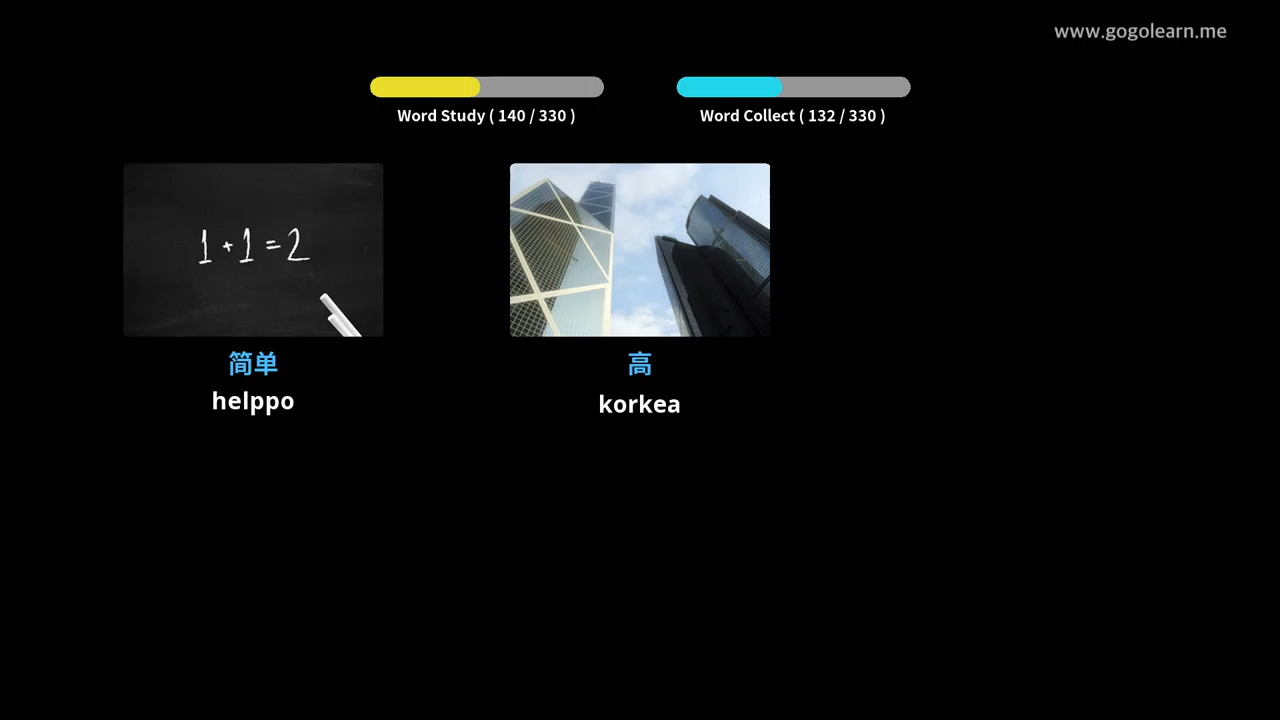 www.gogolearn.me
Word Study ( 140 / 330 )
Word Collect ( 132 / 330 )
1 + 1 = 2
简单
高
helppo
korkea